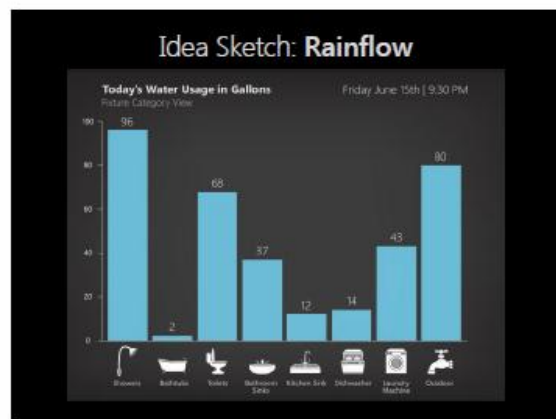 Idea Sketch: Rainflow
Today's Water Usage in Gallons
Friday June 15th | 9:30 PM
Fixture Category View
100
80
60
40
20
0
96
2
68
37
12
14
43
80
Showers
Bathtubs
Toilets
Bathroom
Sinks
Kitchen Sink
Dishwasher
Laundry
Machine
Outdoor